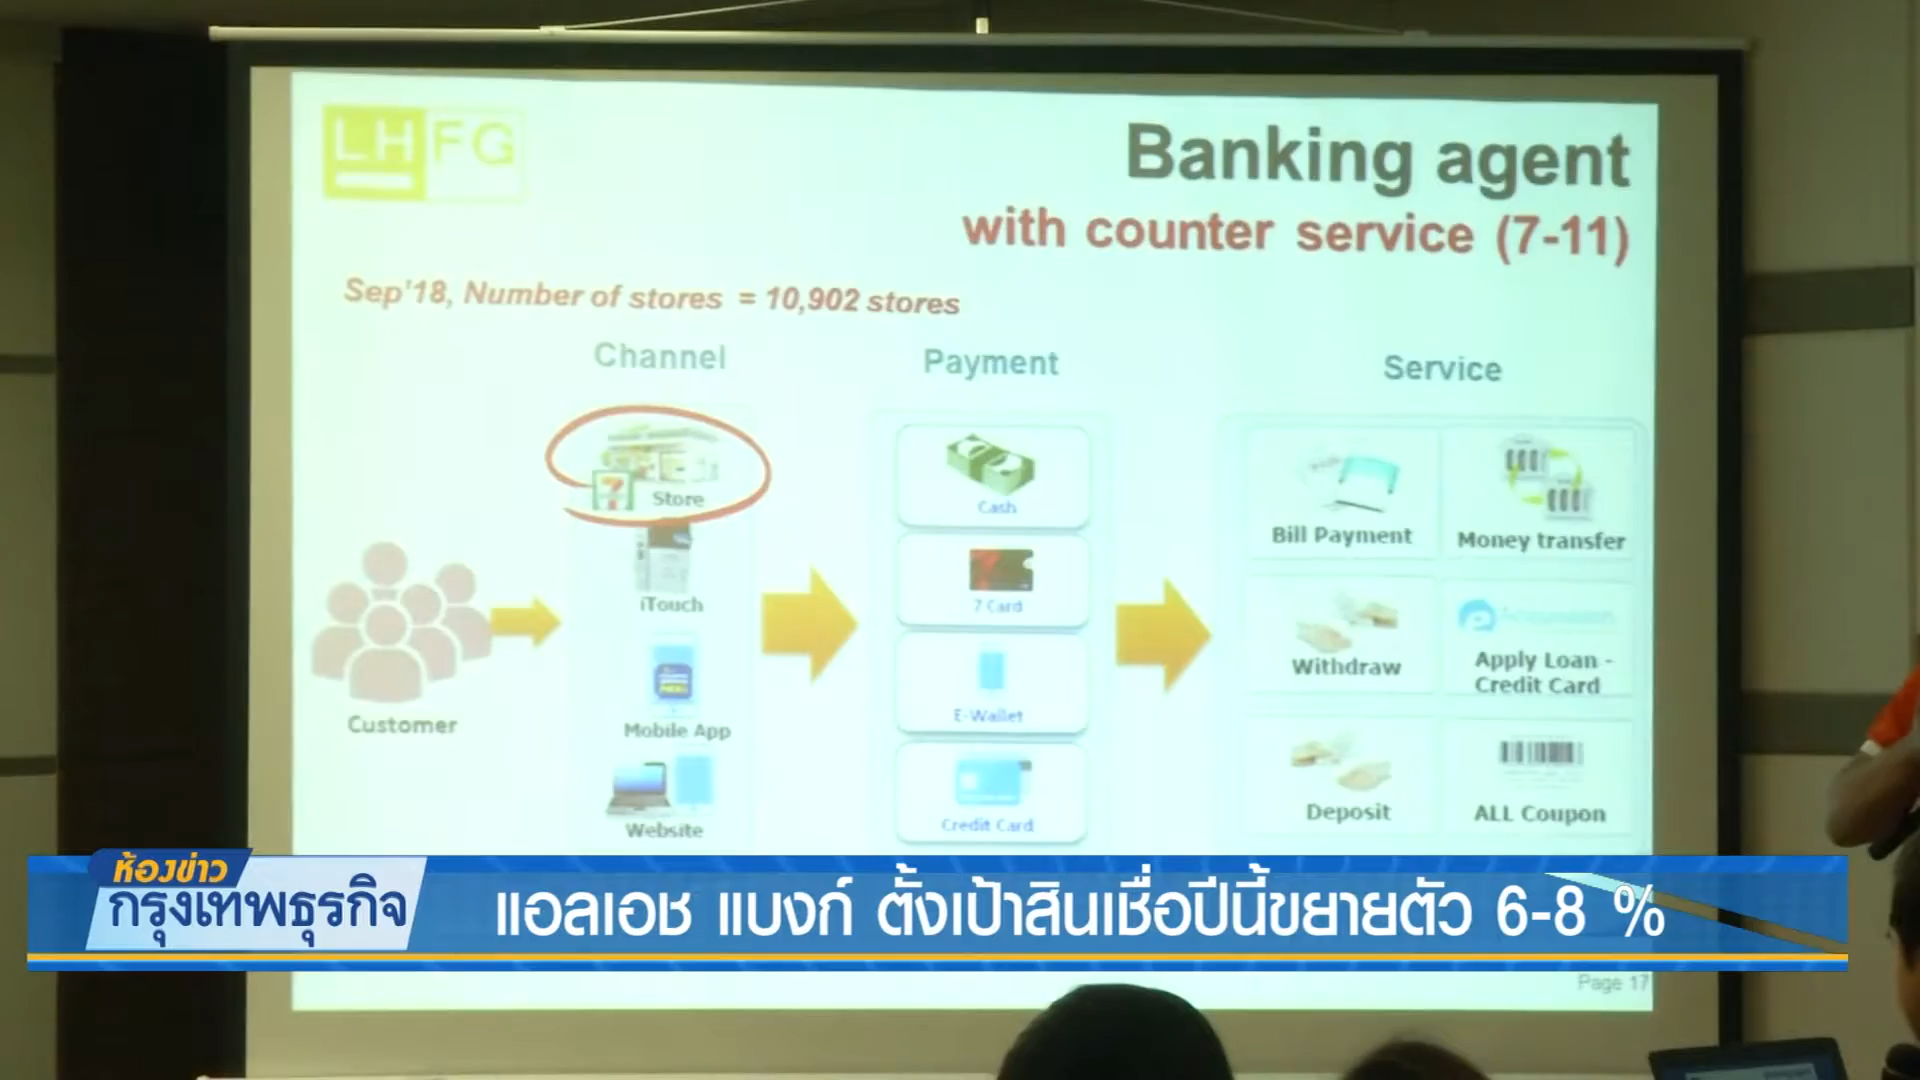 LH FG
Banking agent
with counter service (7-11)
Sep'18, Number of stores = 10,902 stores
Channel
Payment
Service
Store
iTouch
Mobile App
Website
Customer
Cash
7 Card
E-Wallet
Credit Card
Bill Payment
Money transfer
Withdraw
Apply Loan -
Credit Card
Deposit
ALL Coupon
ห้องข่าว
กรุงเทพธุรกิจ
แอลเอช แบงก์ ตั้งเป้าสินเชื่อปีนี้ขยายตัว 6-8 %
Page 17